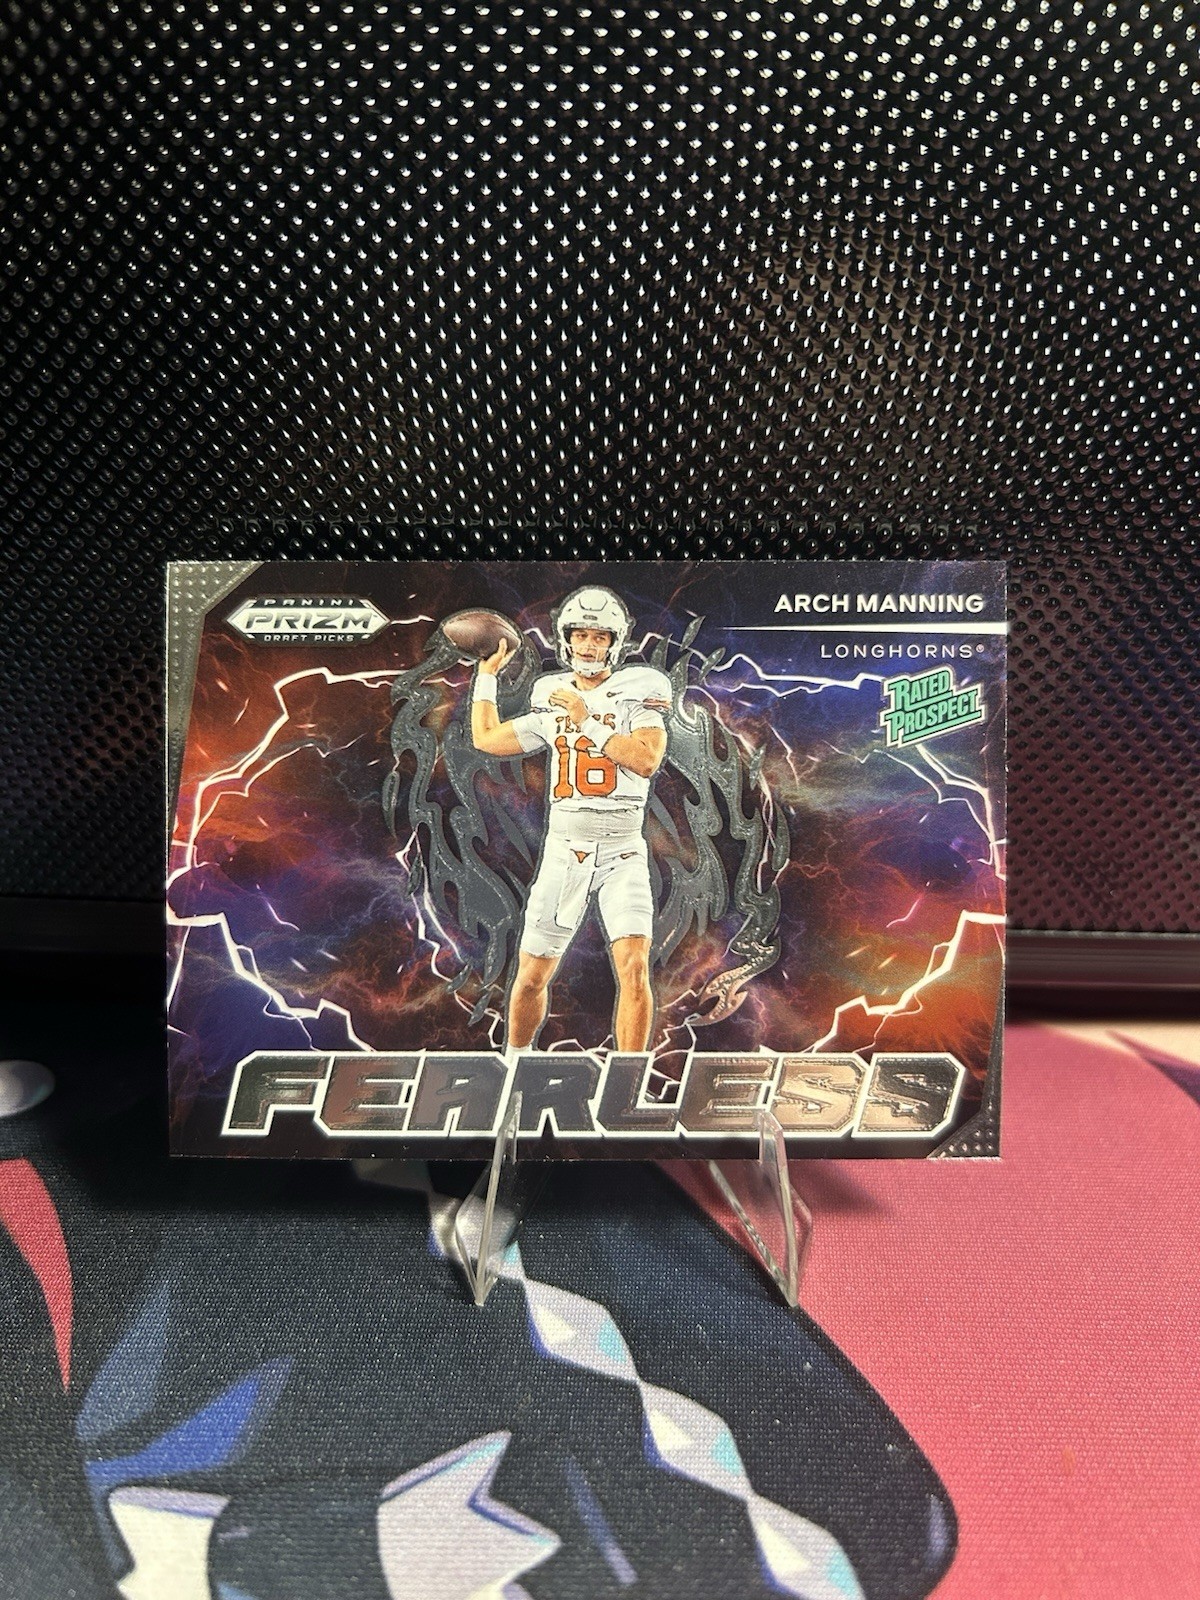 PANINI
PRIZM
DRAFT PICKS
ARCH MANNING
LONGHORNS®
RATED
PROSPECT
TEXAS
16
FEARLESS